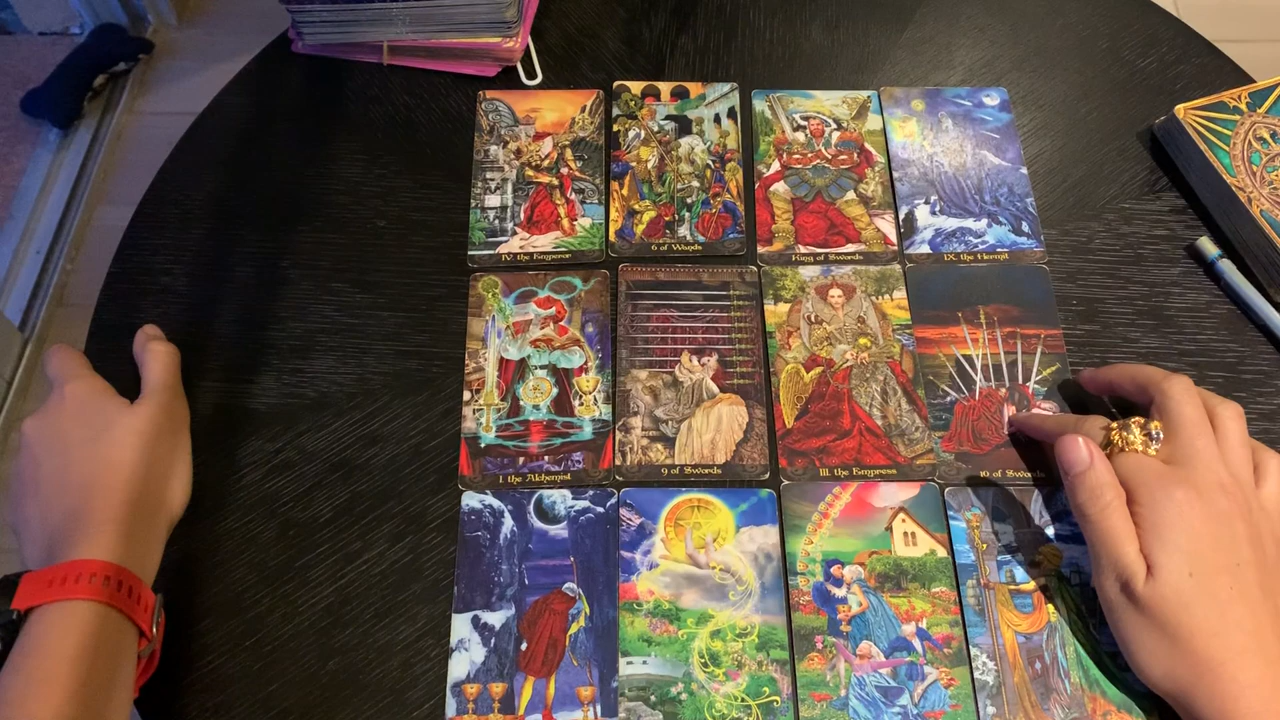 IV. the Emperor
6 of Wands
King of Swords
IX. the Hermit
I. the Alchemist
9 of Swords
III. the Empress
10 of Swords